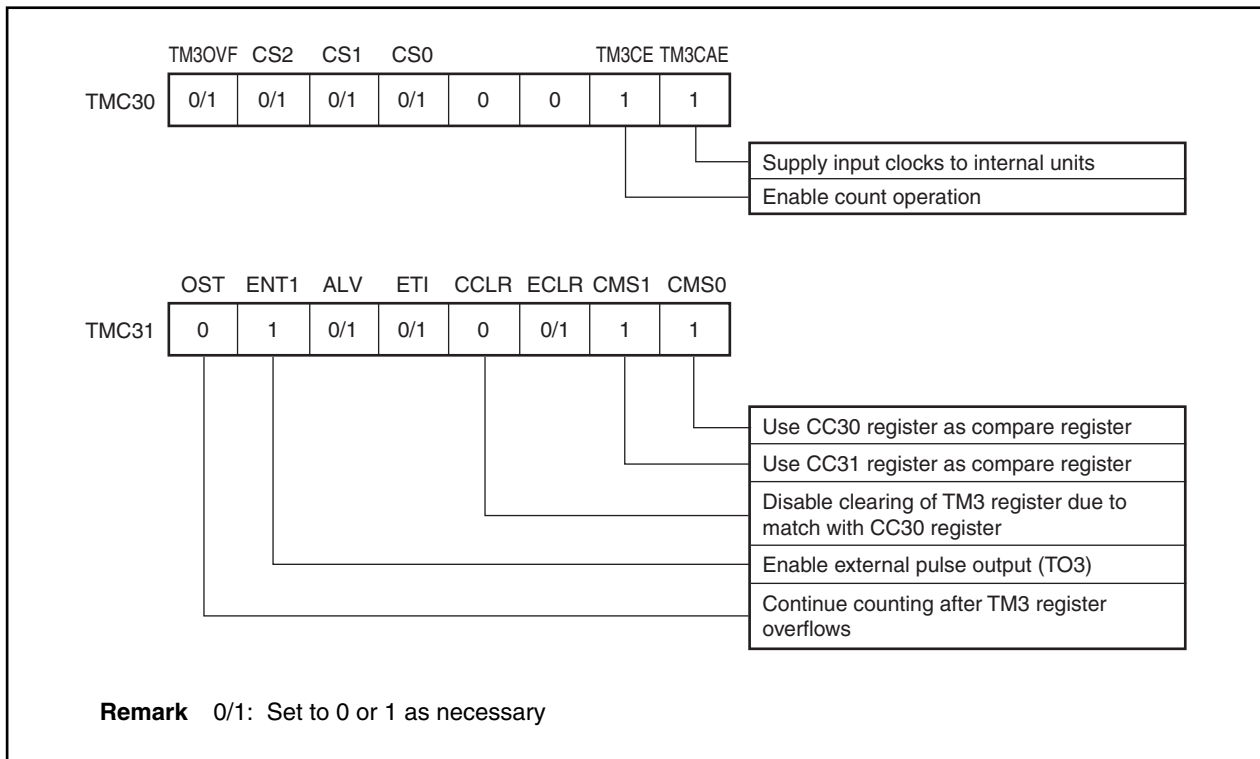 TM3OVF CS2 CS1 CS0 TM3CE TM3CAE
TMC30 0/1 0/1 0/1 0/1 0 0 1 1
Supply input clocks to internal units
Enable count operation
OST ENT1 ALV ETI CCLR ECLR CMS1 CMS0
TMC31 0 1 0/1 0/1 0 0/1 1 1
Use CC30 register as compare register
Use CC31 register as compare register
Disable clearing of TM3 register due to
match with CC30 register
Enable external pulse output (TO3)
Continue counting after TM3 register
overflows
Remark 0/1: Set to 0 or 1 as necessary